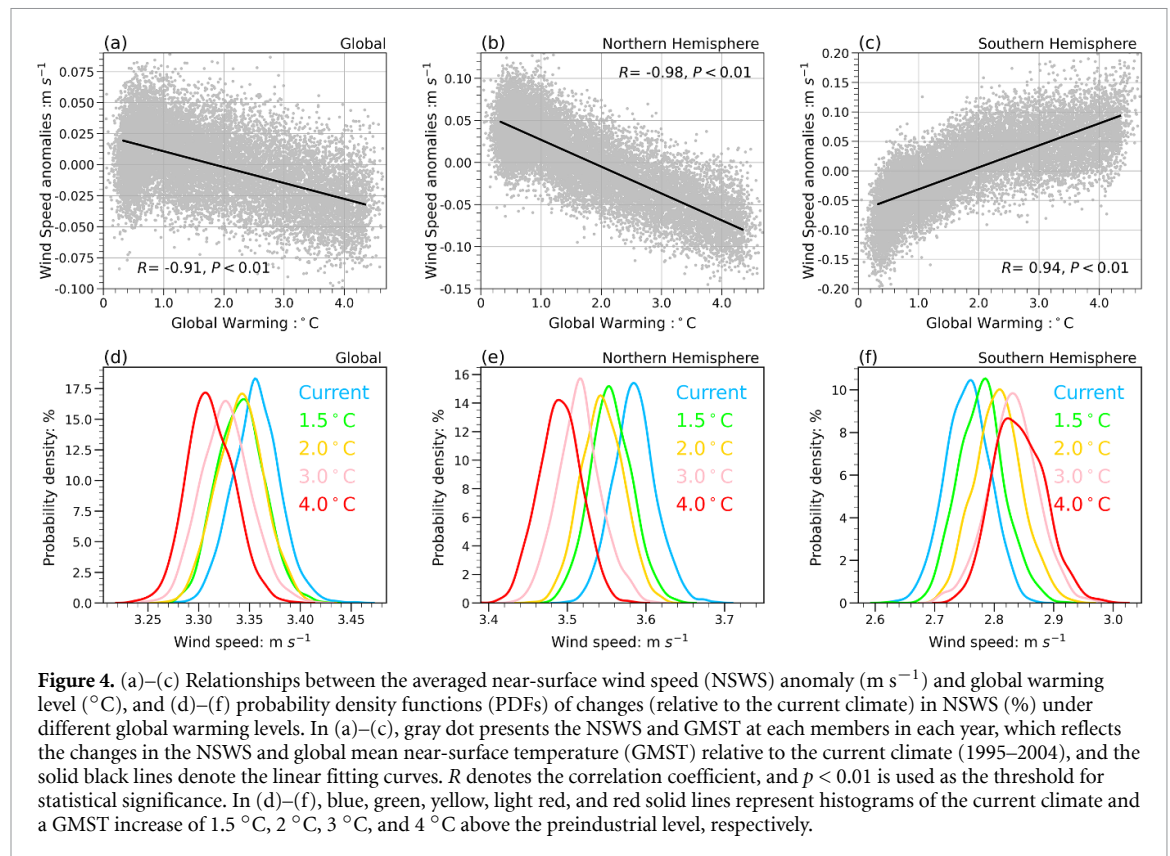 (a) Global
Wind Speed anomalies :m s⁻¹
0.075
0.050
0.025
0.000
-0.025
-0.050
-0.075
-0.100
R= -0.91, P < 0.01
0 1.0 2.0 3.0 4.0
Global Warming : °C
(b) Northern Hemisphere
Wind Speed anomalies :m s⁻¹
0.10
0.05
0.00
-0.05
-0.10
-0.15
R= -0.98, P < 0.01
0 1.0 2.0 3.0 4.0
Global Warming : °C
(c) Southern Hemisphere
Wind Speed anomalies :m s⁻¹
0.20
0.15
0.10
0.05
0.00
-0.05
-0.10
-0.15
-0.20
R= 0.94, P < 0.01
0 1.0 2.0 3.0 4.0
Global Warming : °C
(d) Global
Probability density: %
17.5
15.0
12.5
10.0
7.5
5.0
2.5
0.0
Current
1.5°C
2.0°C
3.0°C
4.0°C
3.25 3.30 3.35 3.40 3.45
Wind speed: m s⁻¹
(e) Northern Hemisphere
Probability density: %
16
14
12
10
8
6
4
2
0
Current
1.5°C
2.0°C
3.0°C
4.0°C
3.4 3.5 3.6 3.7
Wind speed: m s⁻¹
(f) Southern Hemisphere
Probability density: %
10
8
6
4
2
0
Current
1.5°C
2.0°C
3.0°C
4.0°C
2.6 2.7 2.8 2.9 3.0
Wind speed: m s⁻¹
Figure 4. (a)–(c) Relationships between the averaged near-surface wind speed (NSWS) anomaly (m s⁻¹) and global warming
level (°C), and (d)–(f) probability density functions (PDFs) of changes (relative to the current climate) in NSWS (%) under
different global warming levels. In (a)–(c), gray dot presents the NSWS and GMST at each members in each year, which reflects
the changes in the NSWS and global mean near-surface temperature (GMST) relative to the current climate (1995–2004), and the
solid black lines denote the linear fitting curves. R denotes the correlation coefficient, and p < 0.01 is used as the threshold for
statistical significance. In (d)–(f), blue, green, yellow, light red, and red solid lines represent histograms of the current climate and
a GMST increase of 1.5 °C, 2 °C, 3 °C, and 4 °C above the preindustrial level, respectively.